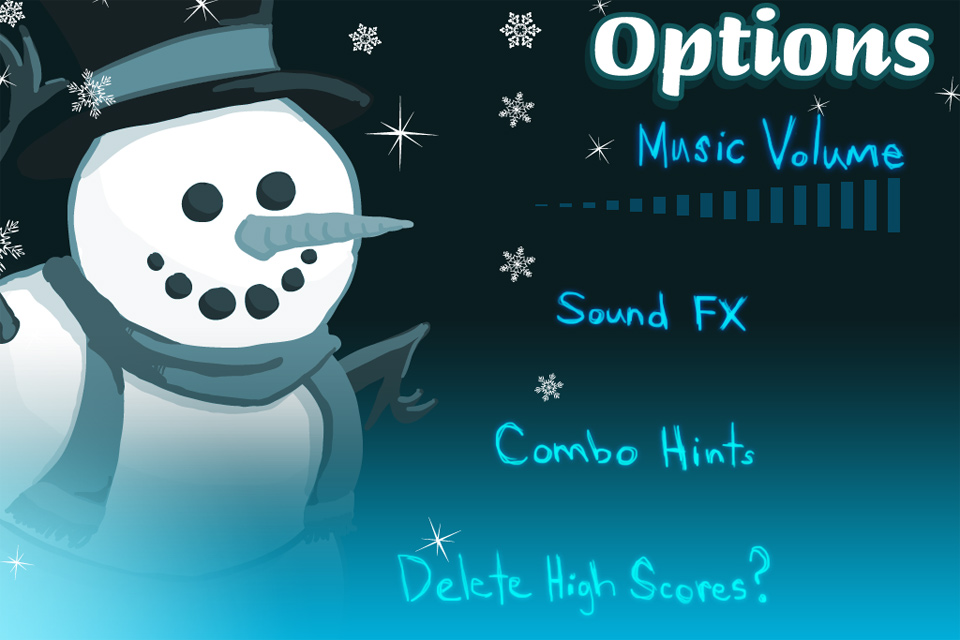 Options
Music Volume
Sound FX
Combo Hints
Delete High Scores?